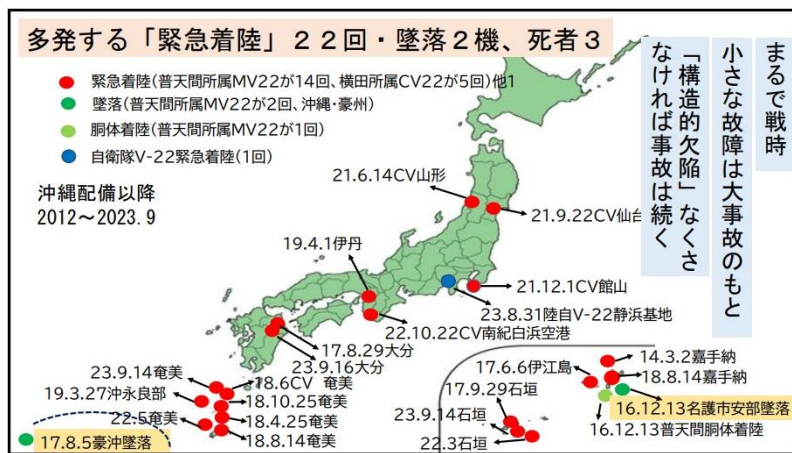 多発する「緊急着陸」２２回・墜落２機、死者３
緊急着陸(普天間所属MV22が14回、横田所属CV22が5回)他1
墜落(普天間所属MV22が2回、沖縄・豪州)
胴体着陸(普天間所属MV22が1回)
自衛隊V-22緊急着陸(1回)
沖縄配備以降
2012～2023.9
まるで戦時
小さな故障は大事故のもと
「構造的欠陥」なくさ
なければ事故は続く
21.6.14CV山形
21.9.22CV仙台
19.4.1伊丹
21.12.1CV館山
23.8.31陸自V-22静浜基地
22.10.22CV南紀白浜空港
17.8.29大分
23.9.16大分
23.9.14奄美
18.6CV 奄美
19.3.27沖永良部
18.10.25奄美
22.5奄美
18.4.25奄美
18.8.14奄美
17.8.5豪沖墜落
14.3.2嘉手納
17.6.6伊江島
18.8.14嘉手納
17.9.29石垣
16.12.13名護市安部墜落
23.9.14石垣
16.12.13普天間胴体着陸
22.3石垣